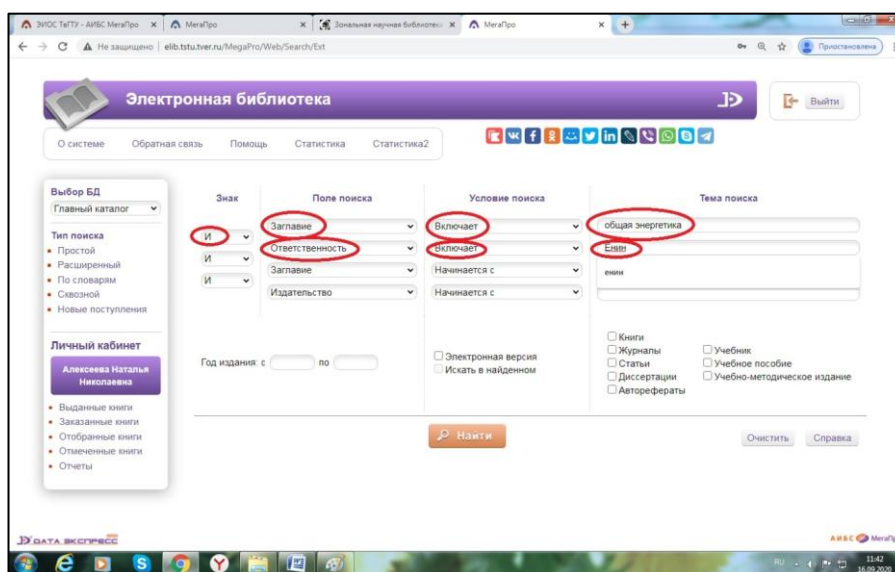 ЭИОС ТвГТУ - АИБС МегаПро
МегаПро
Зональная научная библиотека
МегаПро
Не защищено | elib.tstu.tver.ru/MegaPro/Web/Search/Ext
Приостановлена
Электронная библиотека
Выйти
О системе Обратная связь Помощь Статистика Статистика2
Выбор БД
Главный каталог
Тип поиска
Простой
Расширенный
По словарям
Сквозной
Новые поступления
Личный кабинет
Алексеева Наталья
Николаевна
Выданные книги
Заказанные книги
Отобранные книги
Отмеченные книги
Отчеты
Знак Поле поиска Условие поиска Тема поиска
Заглавие Включает общая энергетика
И Ответственность Включает Енин
И Заглавие Начинается с енин
И Издательство Начинается с
Год издания: с по
Электронная версия
Искать в найденном
Книги
Журналы Учебник
Статьи Учебное пособие
Диссертации Учебно-методическое издание
Авторефераты
Найти
Очистить Справка
ДАТА ЭКСПРЕСС
АИБС МегаПро
RU 11:42
16.09.2020